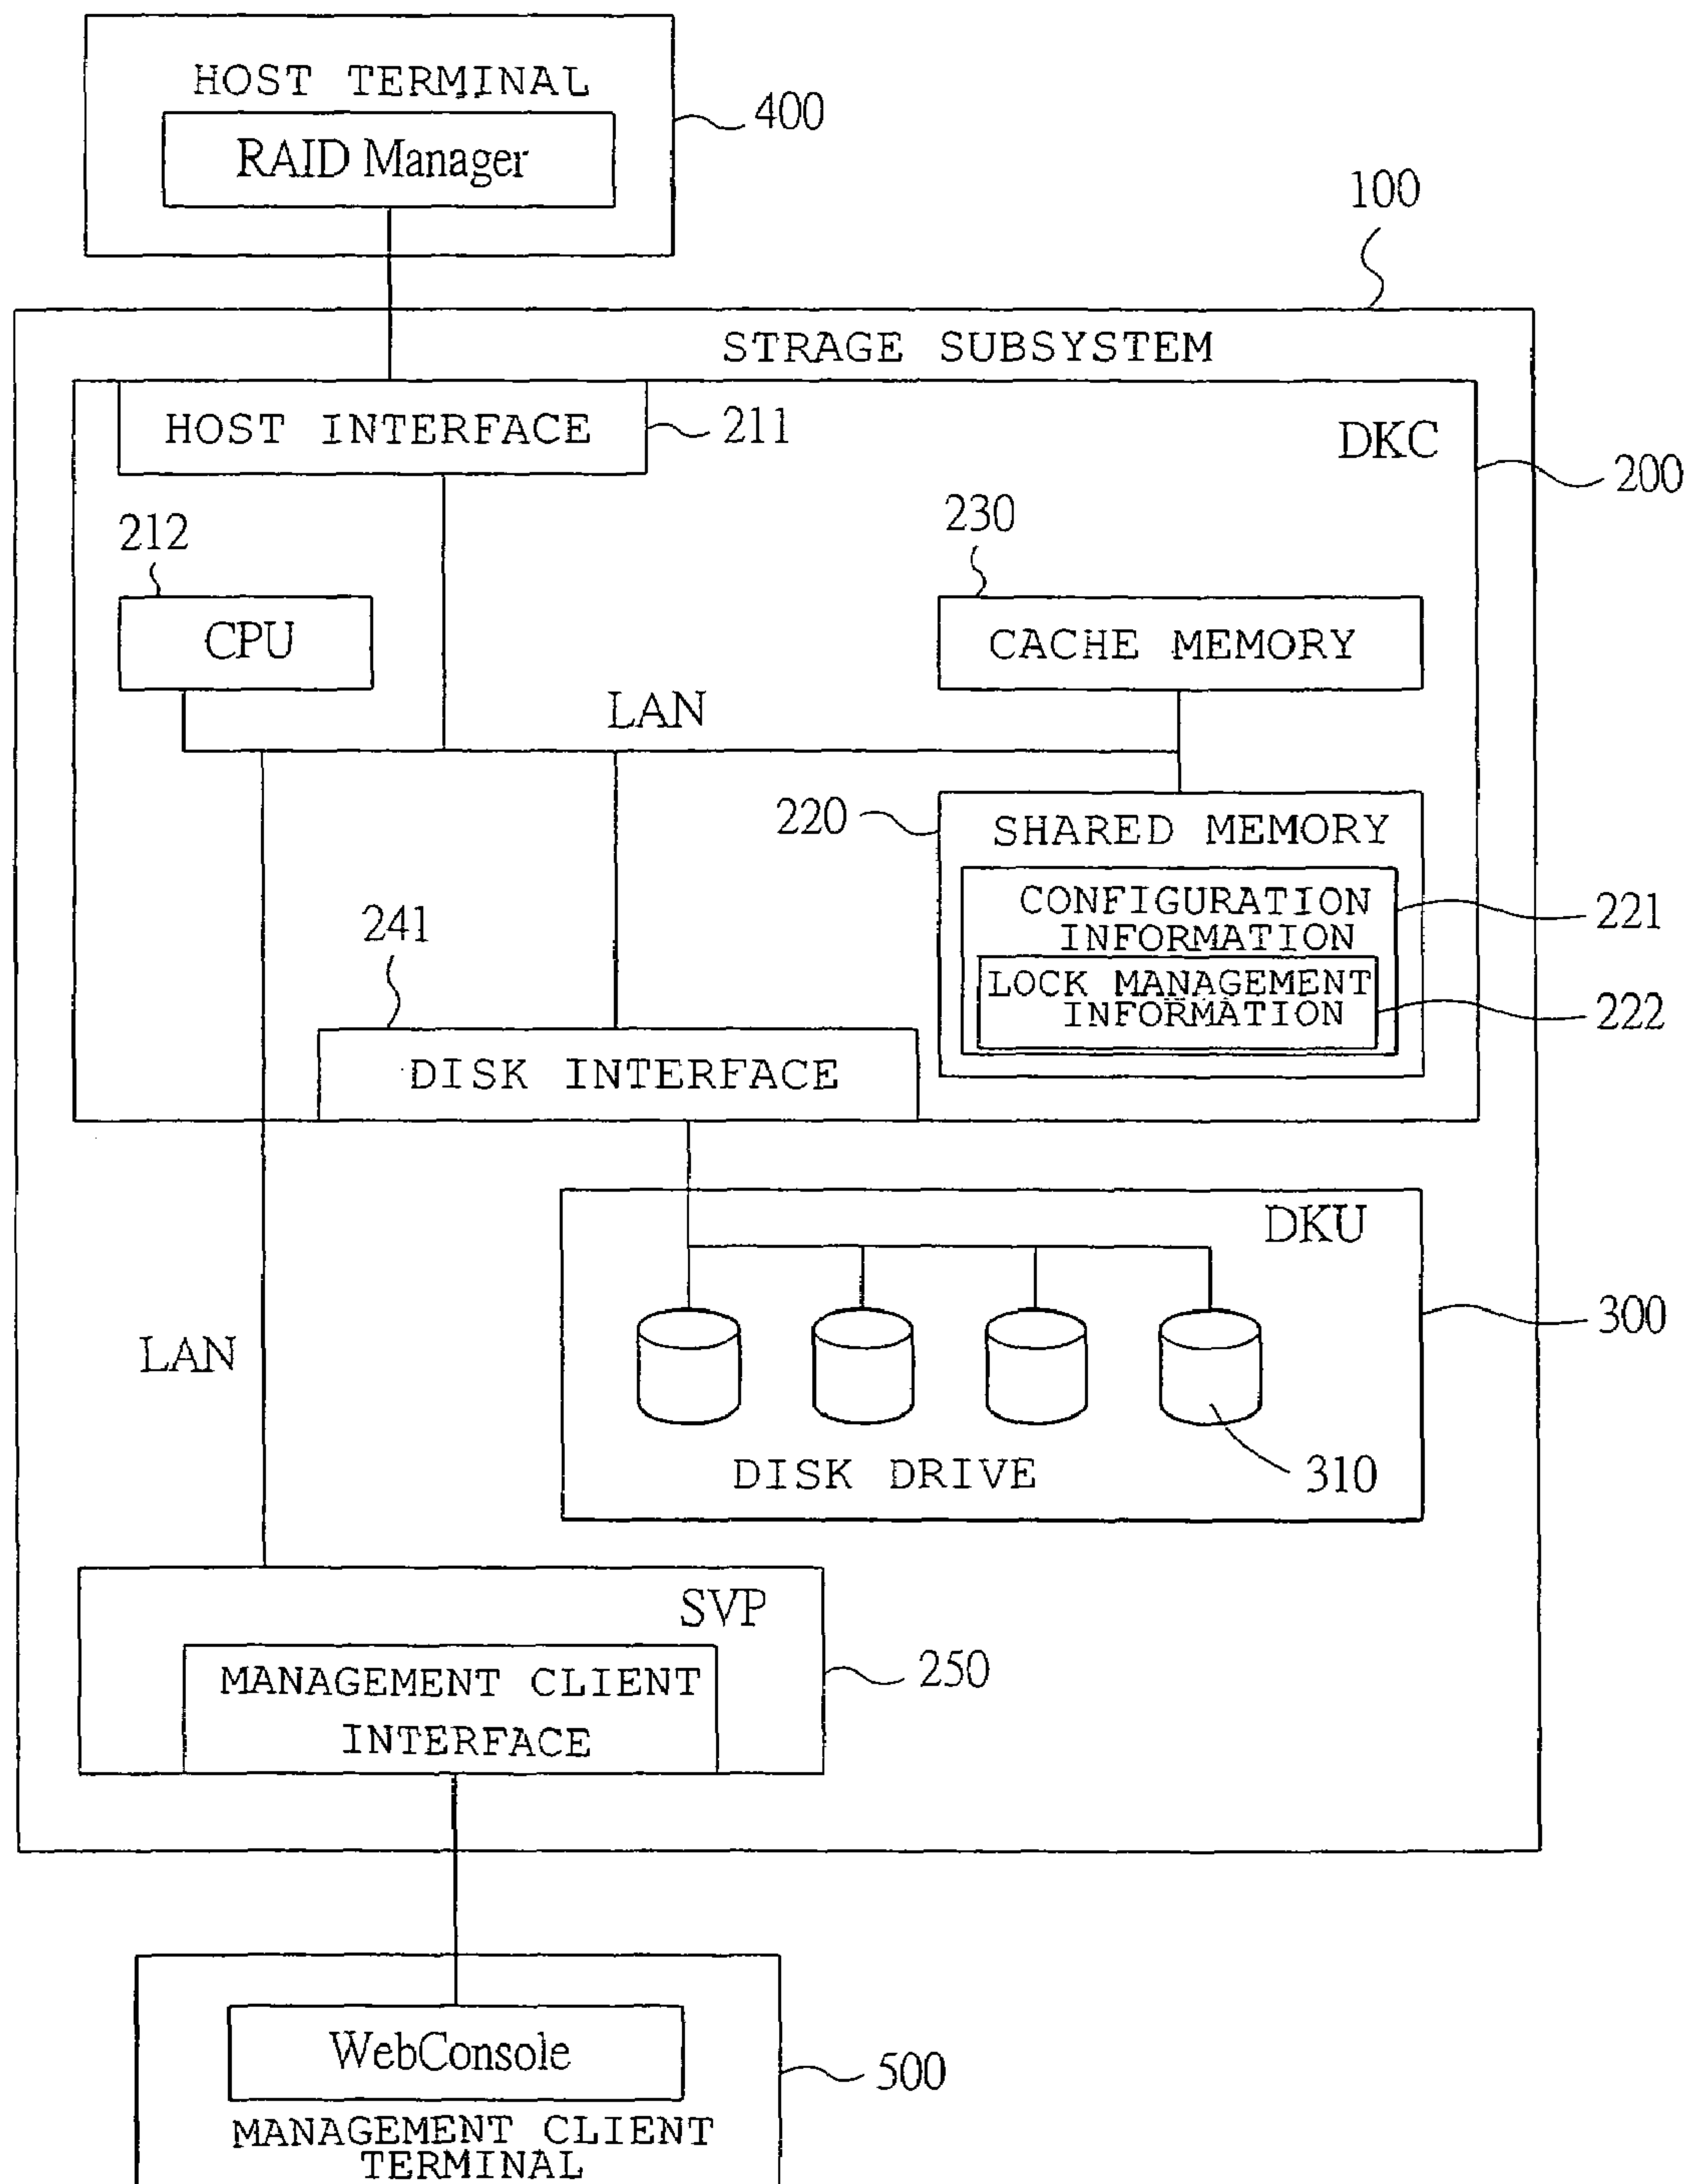 HOST TERMINAL
RAID Manager
400
100
STRAGE SUBSYSTEM
HOST INTERFACE
211
DKC
200
212
230
CPU
CACHE MEMORY
LAN
220
SHARED MEMORY
CONFIGURATION
INFORMATION
221
241
LOCK MANAGEMENT
INFORMATION
222
DISK INTERFACE
DKU
300
LAN
DISK DRIVE
310
SVP
MANAGEMENT CLIENT
INTERFACE
250
WebConsole
500
MANAGEMENT CLIENT
TERMINAL